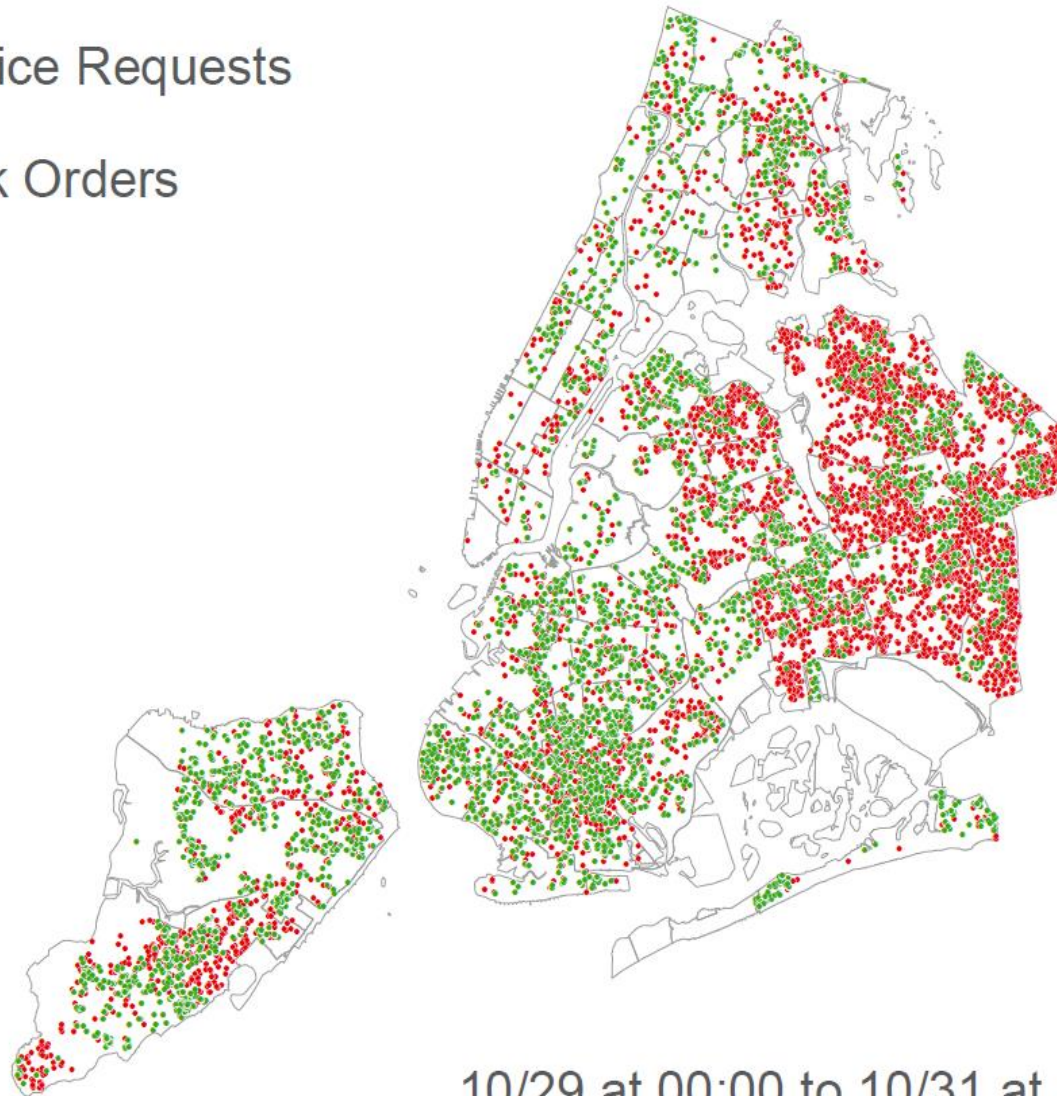 ice Requests
k Orders
10/29 at 00:00 to 10/31 at